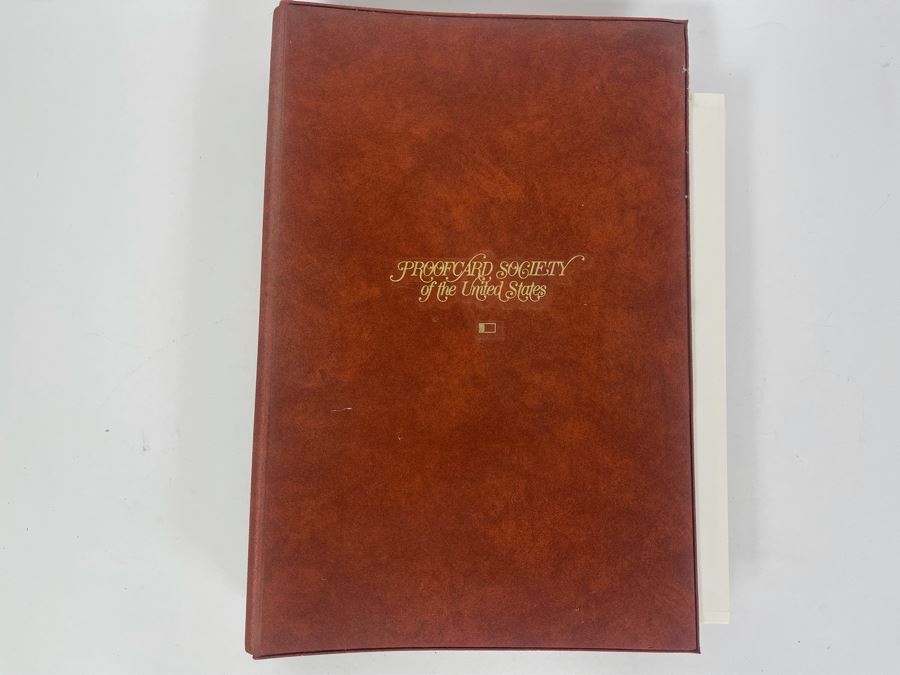 PROOFCARD SOCIETY
of the United States